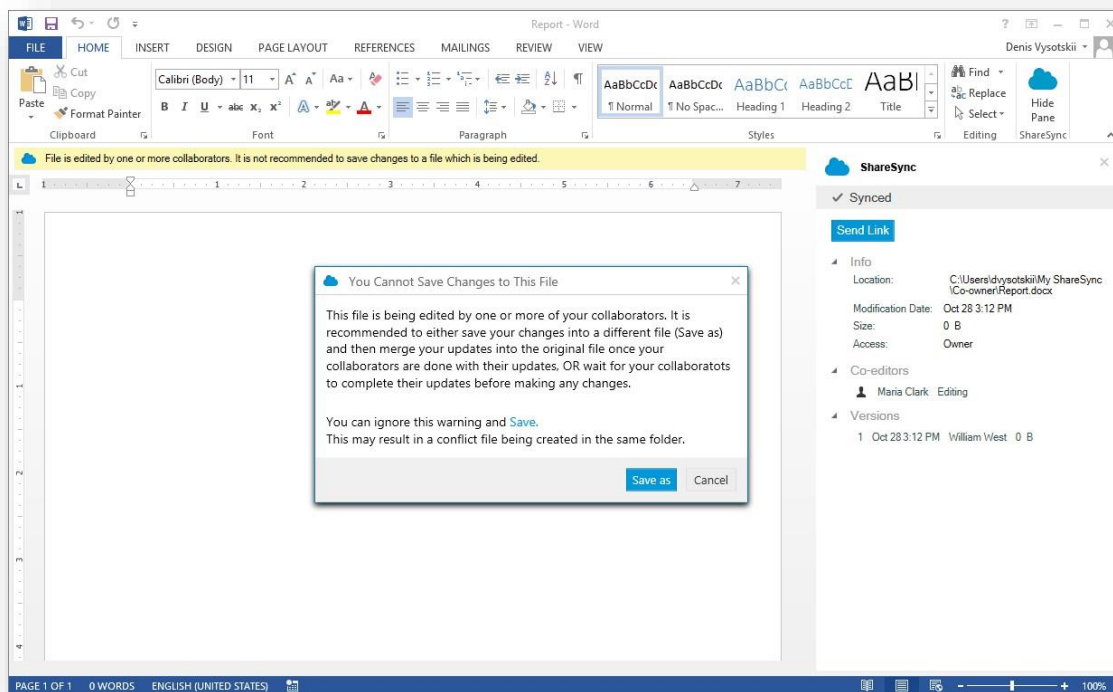 Report - Word
FILE HOME INSERT DESIGN PAGE LAYOUT REFERENCES MAILINGS REVIEW VIEW
Denis Vysotskii
Paste
Cut
Copy
Format Painter
Clipboard
Calibri (Body) 11
Font
Paragraph
AaBbCcDc AaBbCcDc AaBbC( AaBbCcE AaBl
¶ Normal ¶ No Spac... Heading 1 Heading 2 Title
Styles
Find
Replace
Select
Editing
Hide
Pane
ShareSync
File is edited by one or more collaborators. It is not recommended to save changes to a file which is being edited.
1 1 2 3 4 5 6 7
You Cannot Save Changes to This File
This file is being edited by one or more of your collaborators. It is
recommended to either save your changes into a different file (Save as)
and then merge your updates into the original file once your
collaborators are done with their updates, OR wait for your collaboratots
to complete their updates before making any changes.
You can ignore this warning and Save.
This may result in a conflict file being created in the same folder.
Save as Cancel
ShareSync
Synced
Send Link
Info
Location: C:\Users\dvysotskii\My ShareSync
\Co-owner\Report.docx
Modification Date: Oct 28 3:12 PM
Size: 0 B
Access: Owner
Co-editors
Maria Clark Editing
Versions
1 Oct 28 3:12 PM William West 0 B
PAGE 1 OF 1 0 WORDS ENGLISH (UNITED STATES)
100%